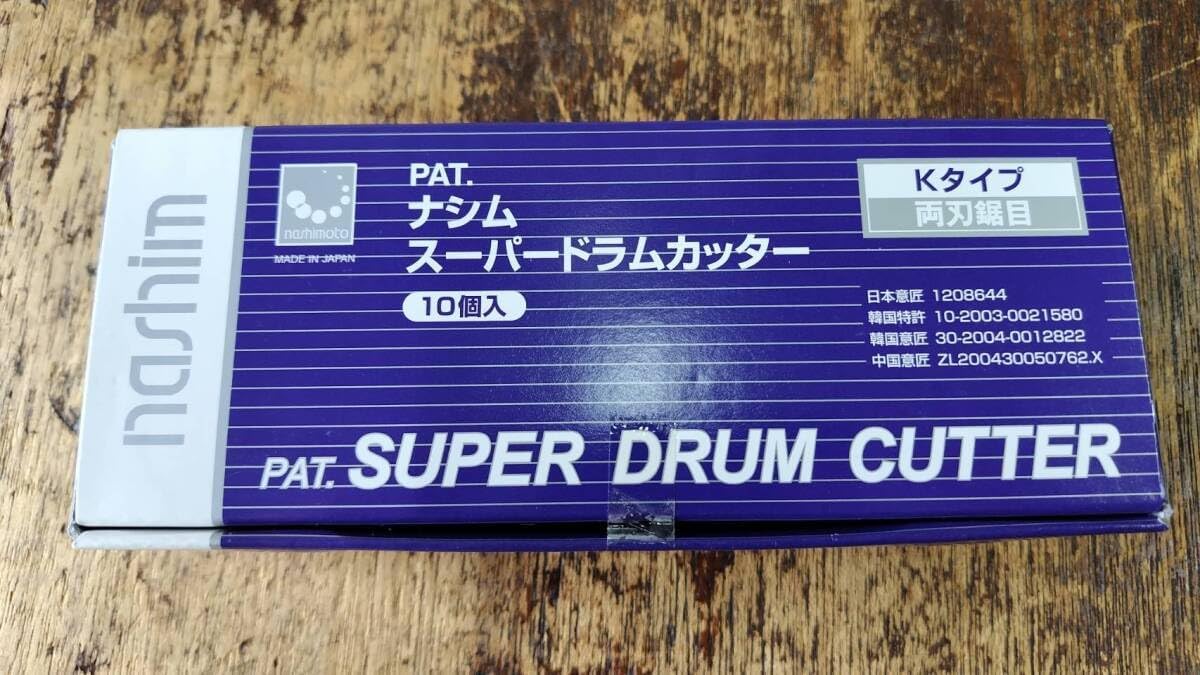 nashim
nashimoto
MADE IN JAPAN
PAT.
ナシム
スーパードラムカッター
10個入
Kタイプ
両刃鋸目
日本意匠 1208644
韓国特許 10-2003-0021580
韓国意匠 30-2004-0012822
中国意匠 ZL200430050762.X
PAT. SUPER DRUM CUTTER